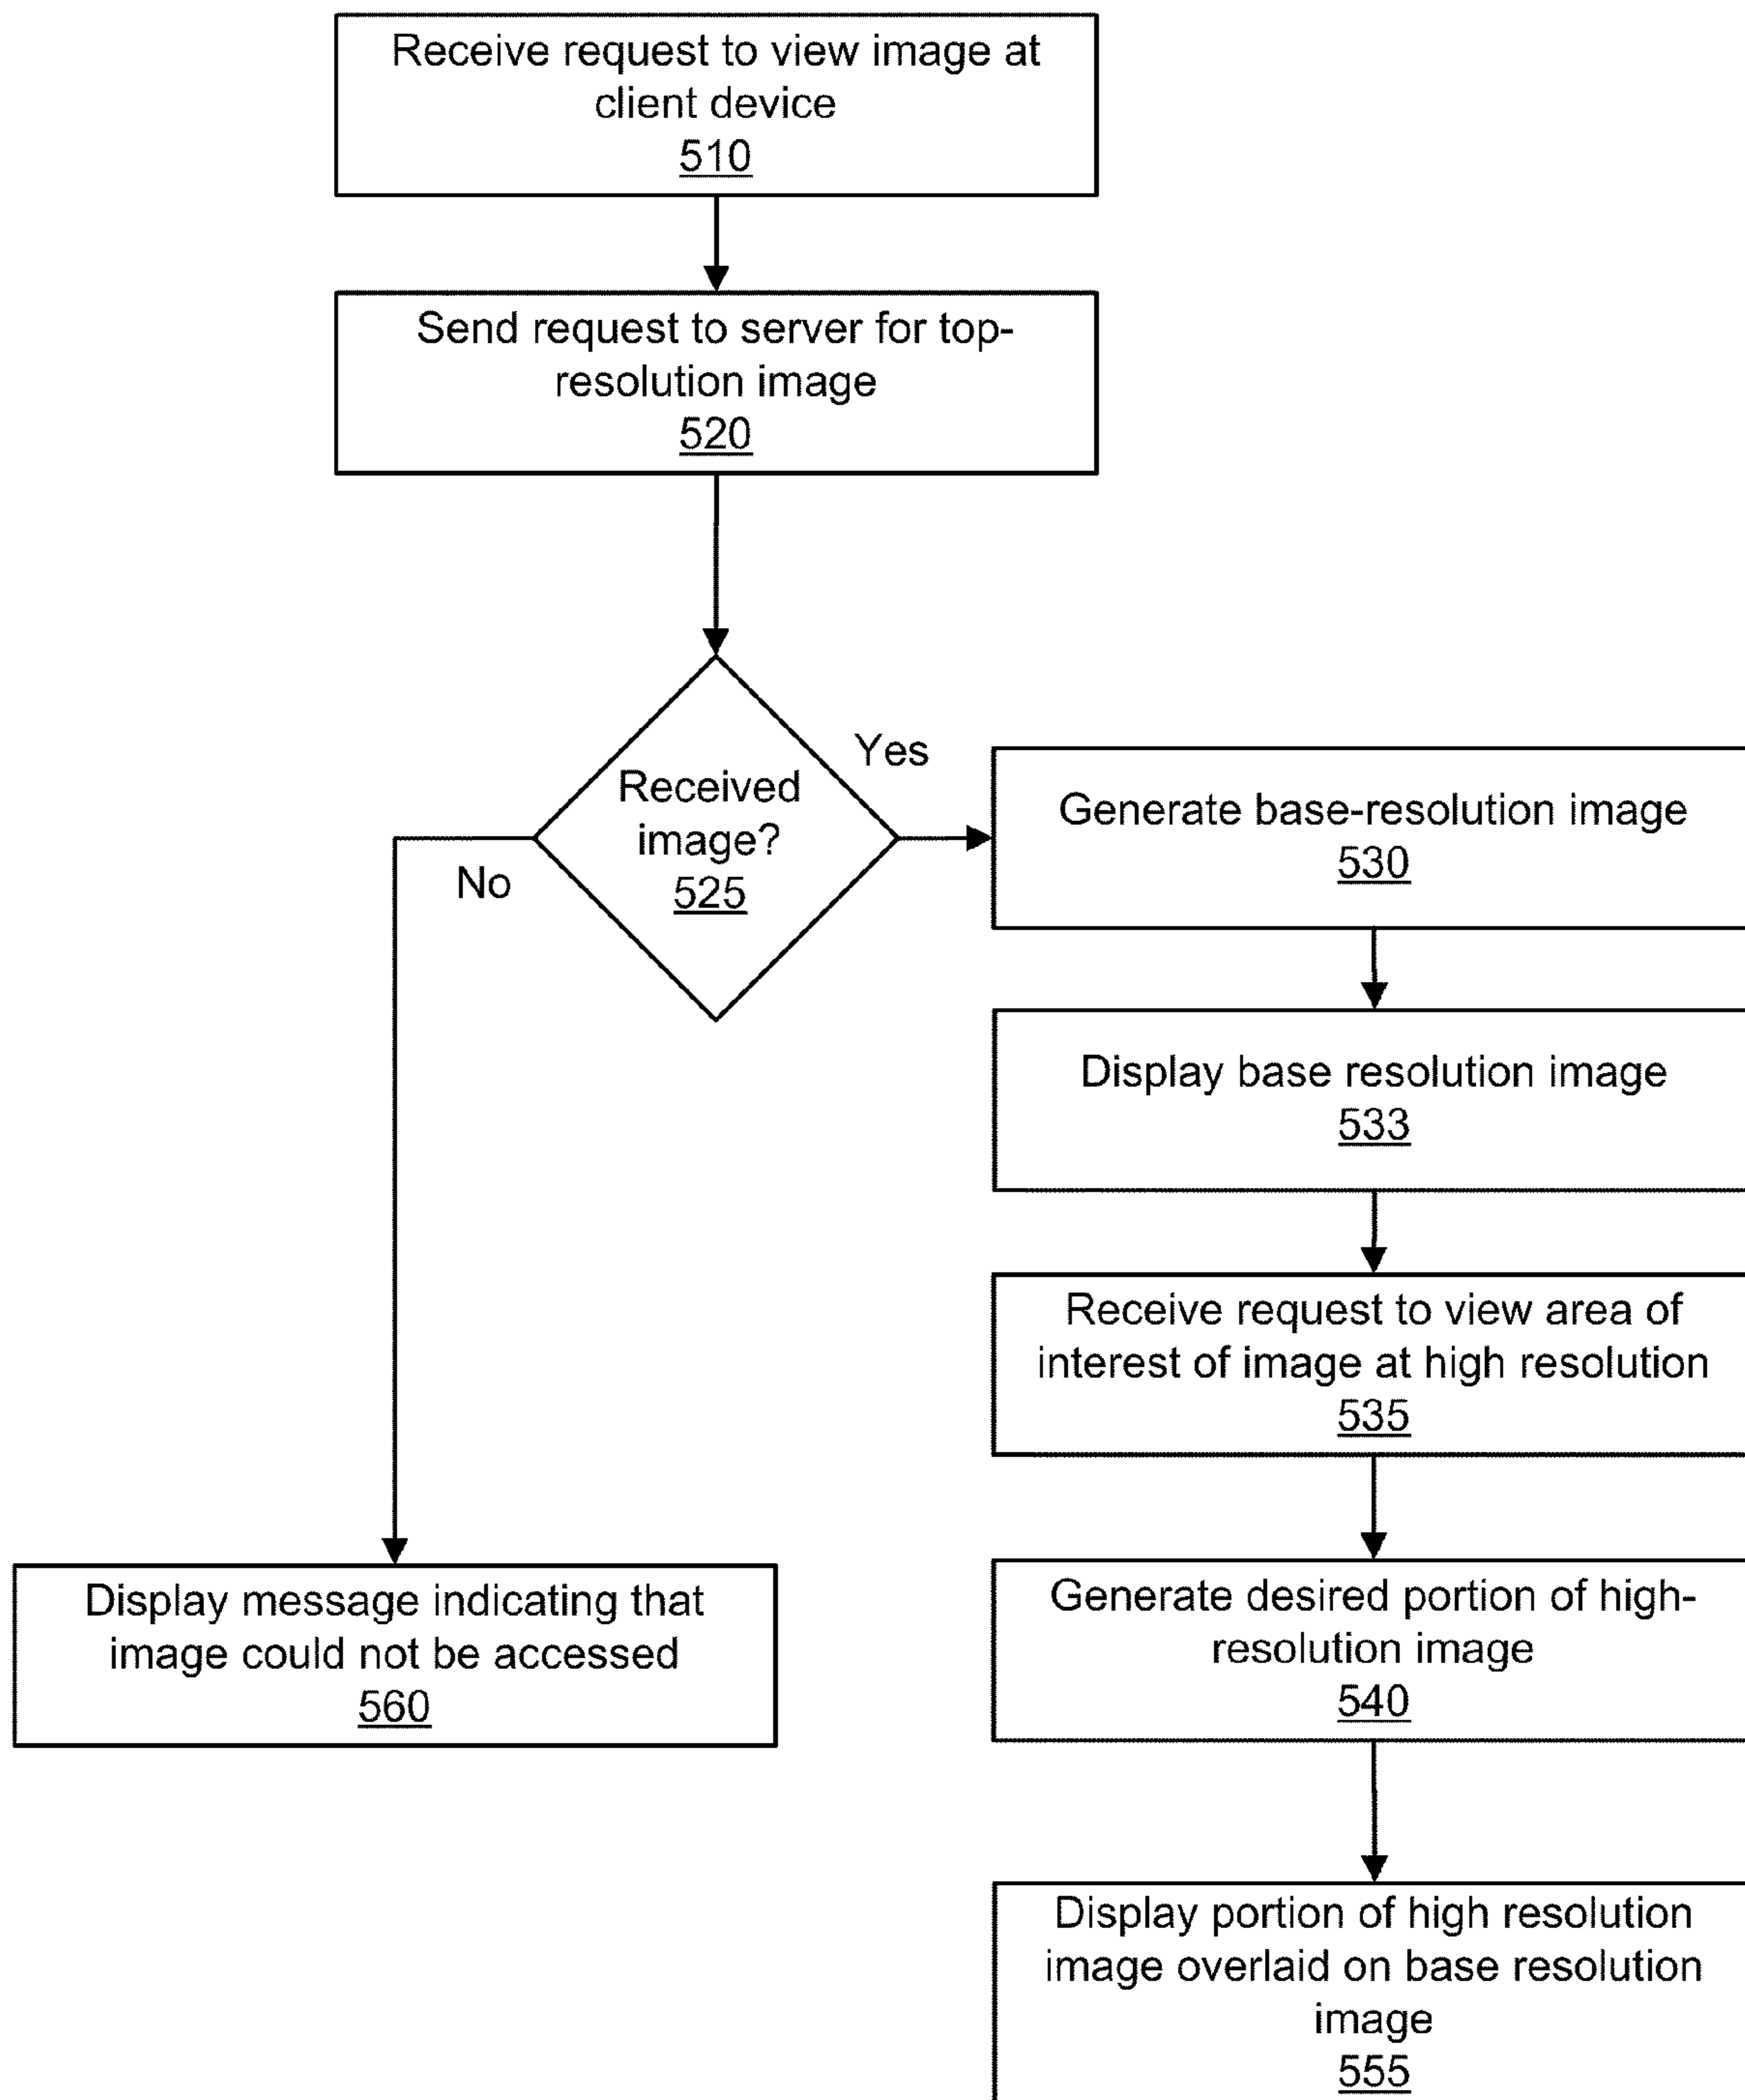 Receive request to view image at
client device
510
Send request to server for top-
resolution image
520
Received
image?
525
Yes
No
Generate base-resolution image
530
Display base resolution image
533
Receive request to view area of
interest of image at high resolution
535
Generate desired portion of high-
resolution image
540
Display message indicating that
image could not be accessed
560
Display portion of high resolution
image overlaid on base resolution
image
555